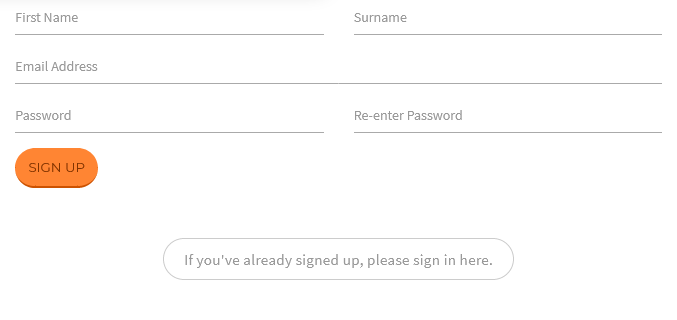 First Name
Surname
Email Address
Password
Re-enter Password
SIGN UP
If you've already signed up, please sign in here.